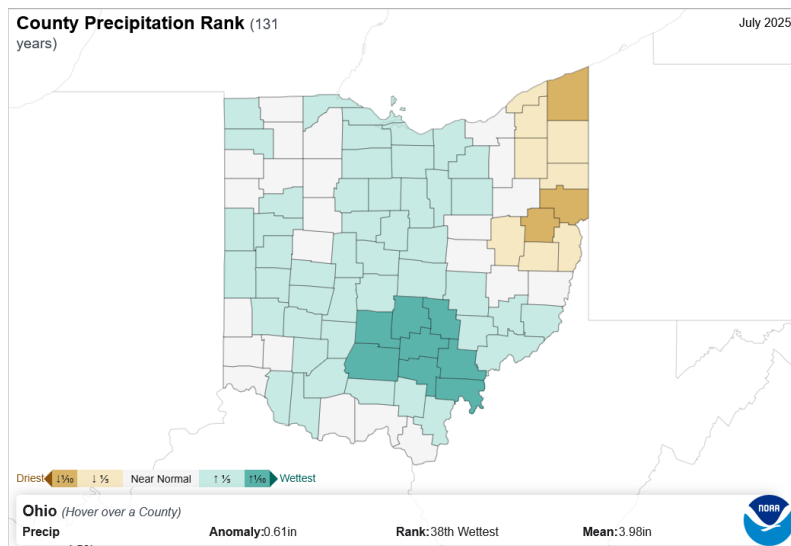 County Precipitation Rank (131
years)
July 2025
Driest ↓⅒ ↓ ⅓ Near Normal ↑ ⅓ ↑⅒ Wettest
Ohio (Hover over a County)
Precip Anomaly:0.61in Rank:38th Wettest Mean:3.98in
NOAA